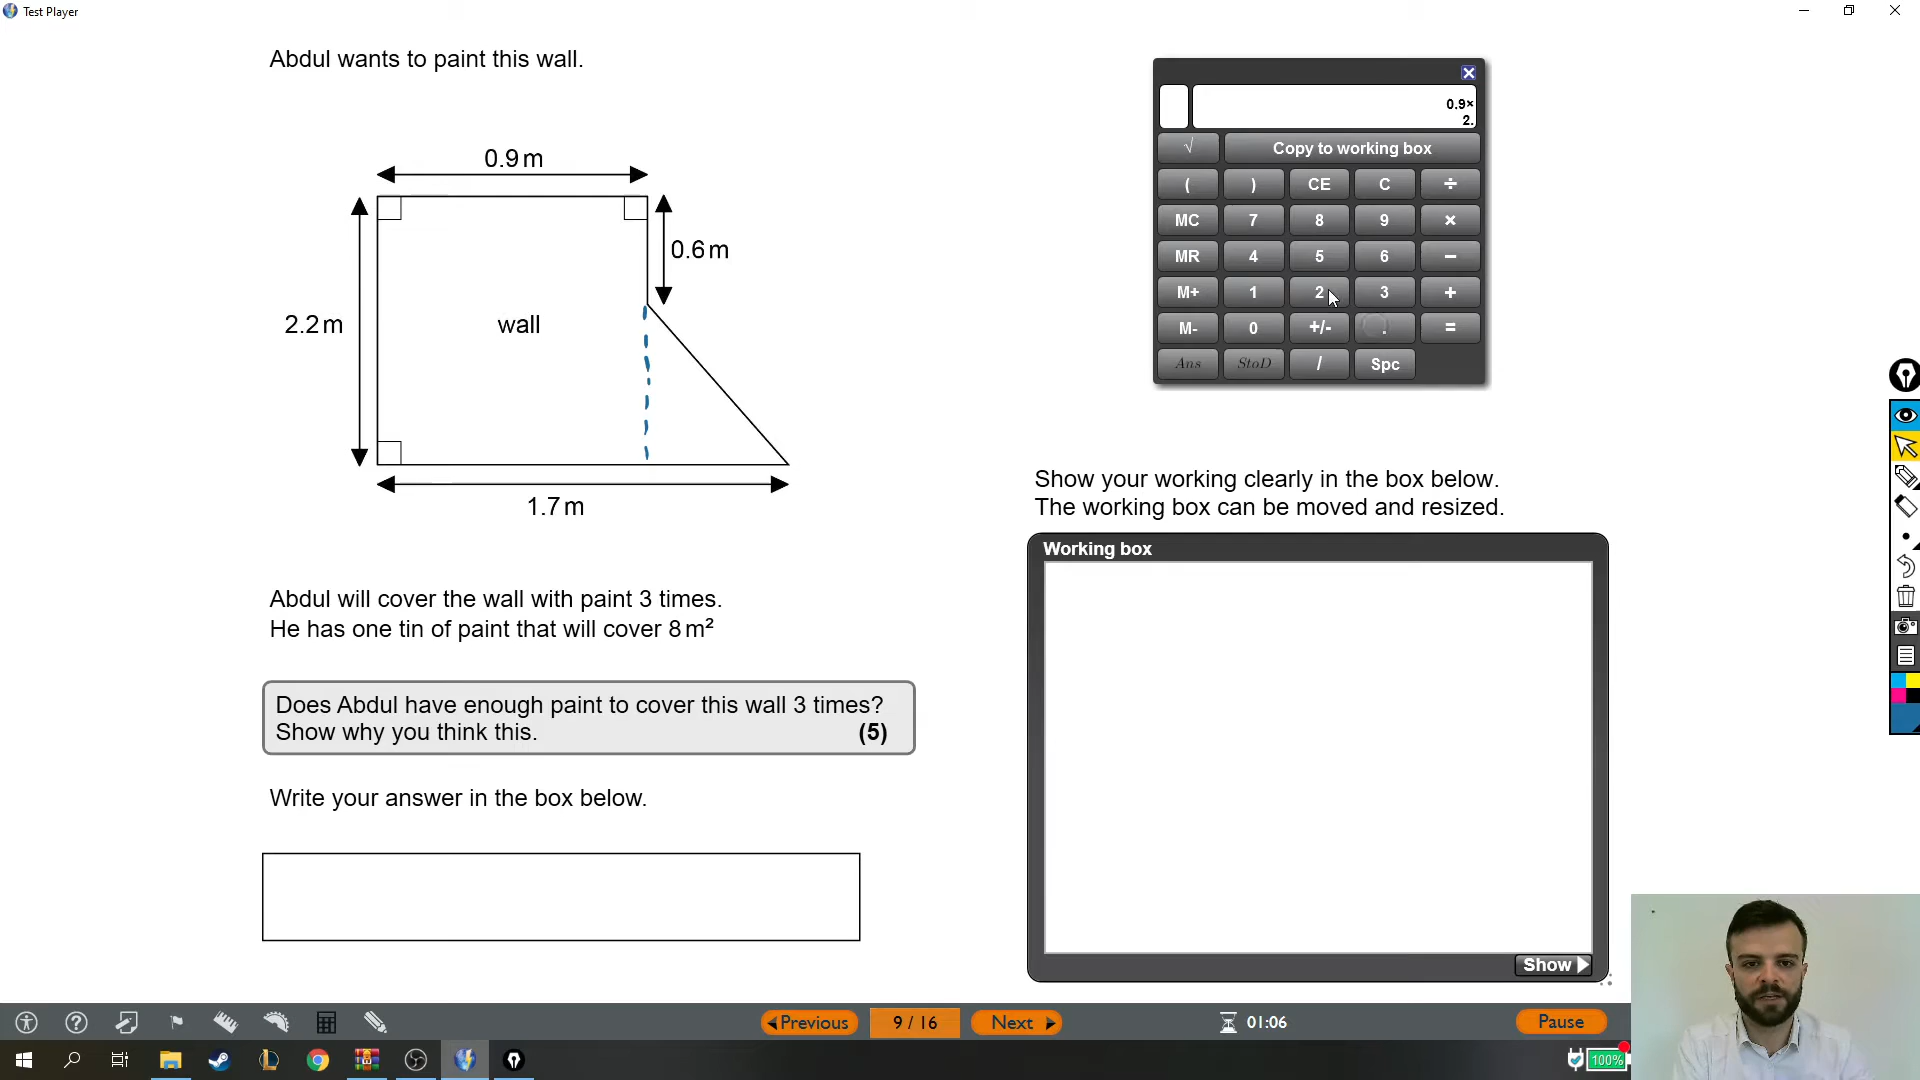 Test Player
Abdul wants to paint this wall.
0.9 m
0.6 m
2.2 m
wall
1.7 m
Abdul will cover the wall with paint 3 times.
He has one tin of paint that will cover 8 m²
Does Abdul have enough paint to cover this wall 3 times?
Show why you think this. (5)
Write your answer in the box below.
0.9×
2.
√ Copy to working box
( ) CE C ÷
MC 7 8 9 ×
MR 4 5 6 −
M+ 1 2 3 +
M- 0 +/- . =
Ans StoD / Spc
Show your working clearly in the box below.
The working box can be moved and resized.
Working box
Show
Previous 9 / 16 Next 01:06 Pause
100%